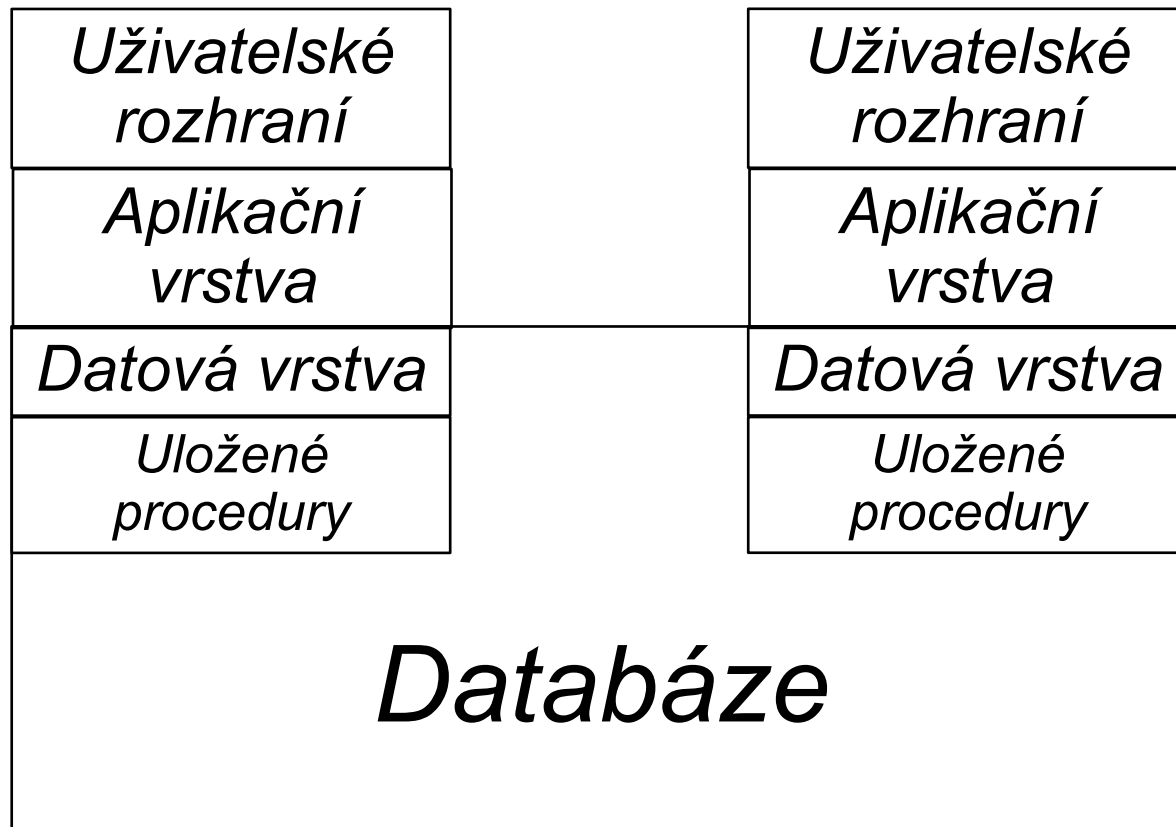 Uživatelské
rozhraní
Aplikační
vrstva
Datová vrstva
Uložené
procedury
Uživatelské
rozhraní
Aplikační
vrstva
Datová vrstva
Uložené
procedury
Databáze